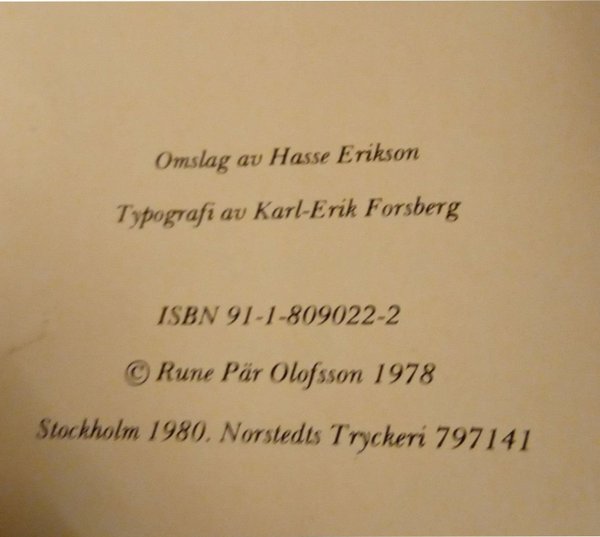 Omslag av Hasse Erikson
Typografi av Karl-Erik Forsberg
ISBN 91-1-809022-2
© Rune Pär Olofsson 1978
Stockholm 1980. Norstedts Tryckeri 797141